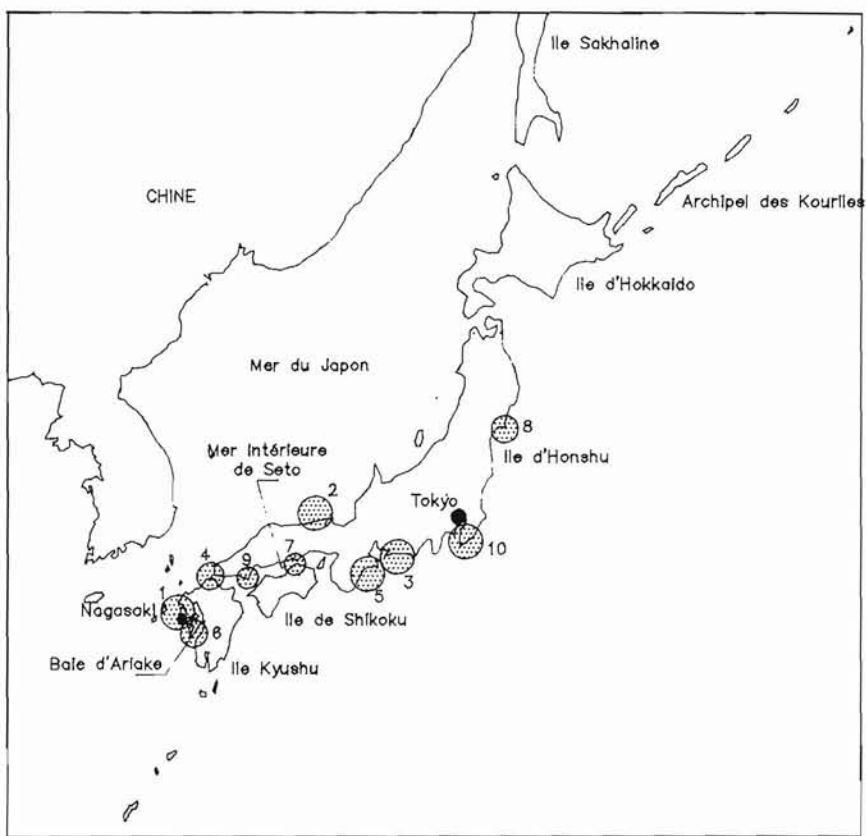 Ile Sakhaline
CHINE
Archipel des Kouriles
Ile d'Hokkaido
Mer du Japon
8
Ile d'Honshu
Mer Intérieure
de Seto
2
Tokyo
10
7
4
9
3
5
1
Nagasaki
Ile de Shikoku
6
Baie d'Ariake
Ile Kyushu